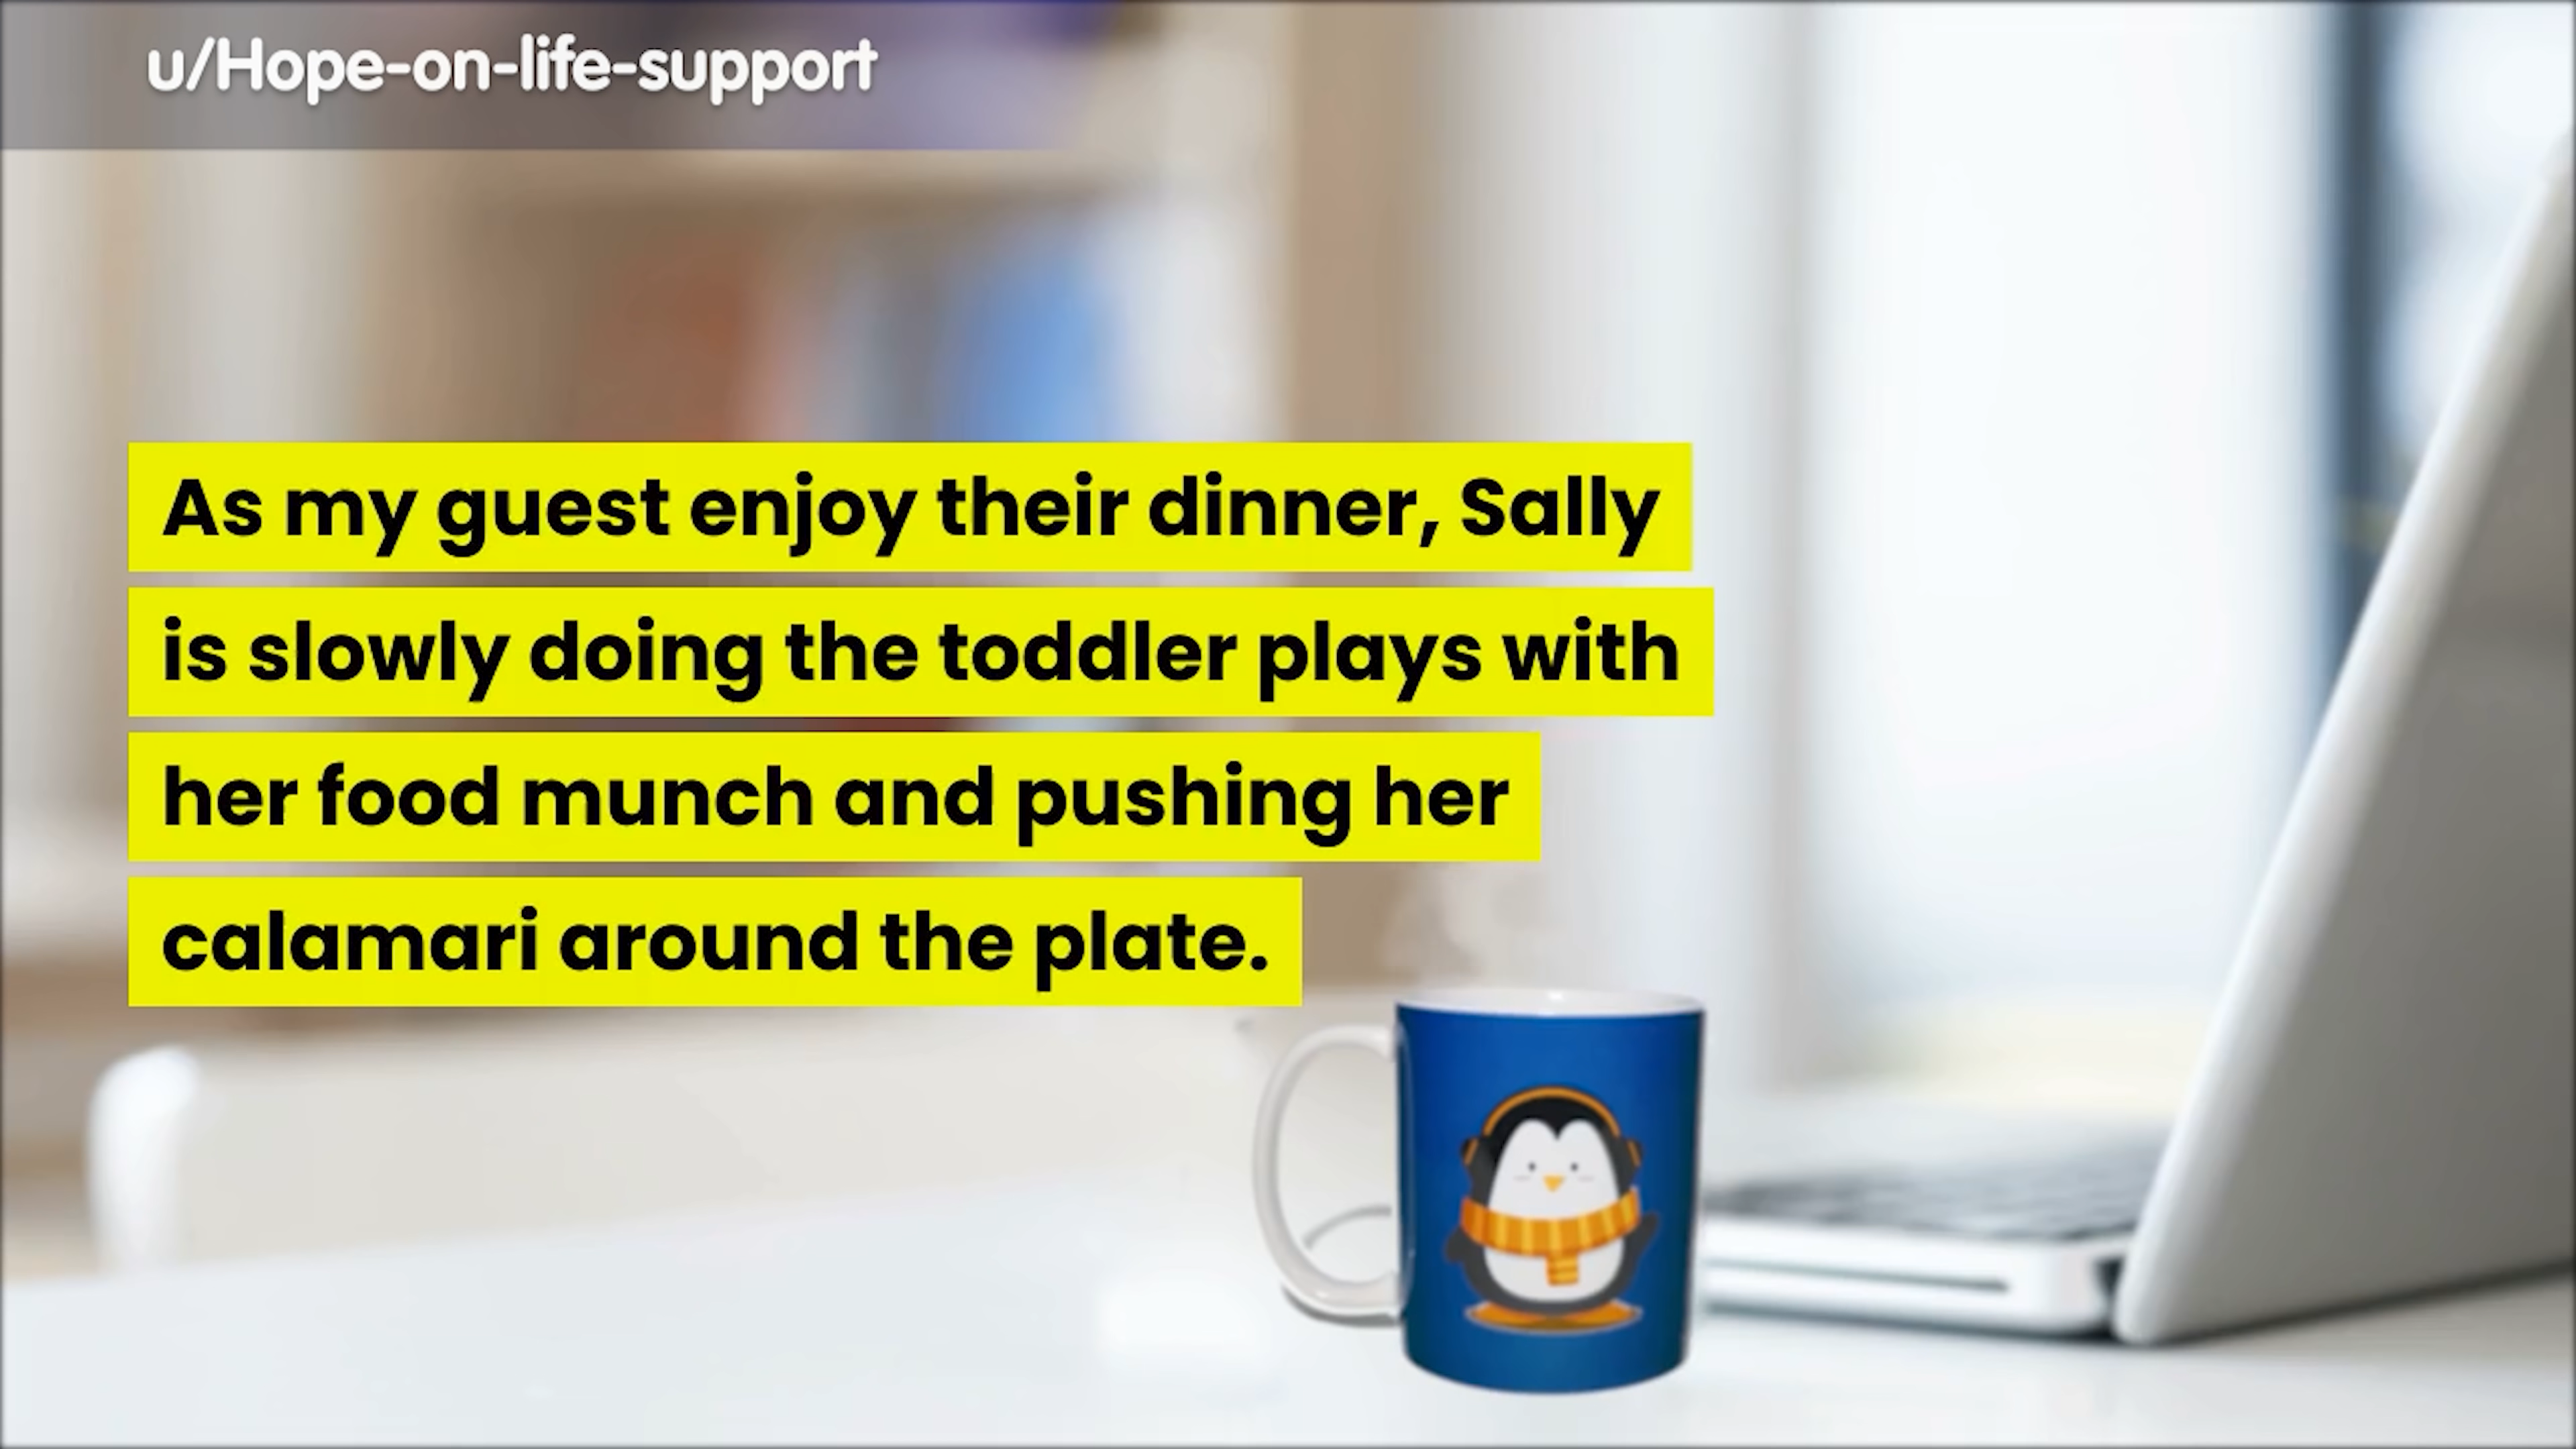 u/Hope-on-life-support
As my guest enjoy their dinner, Sally
is slowly doing the toddler plays with
her food munch and pushing her
calamari around the plate.